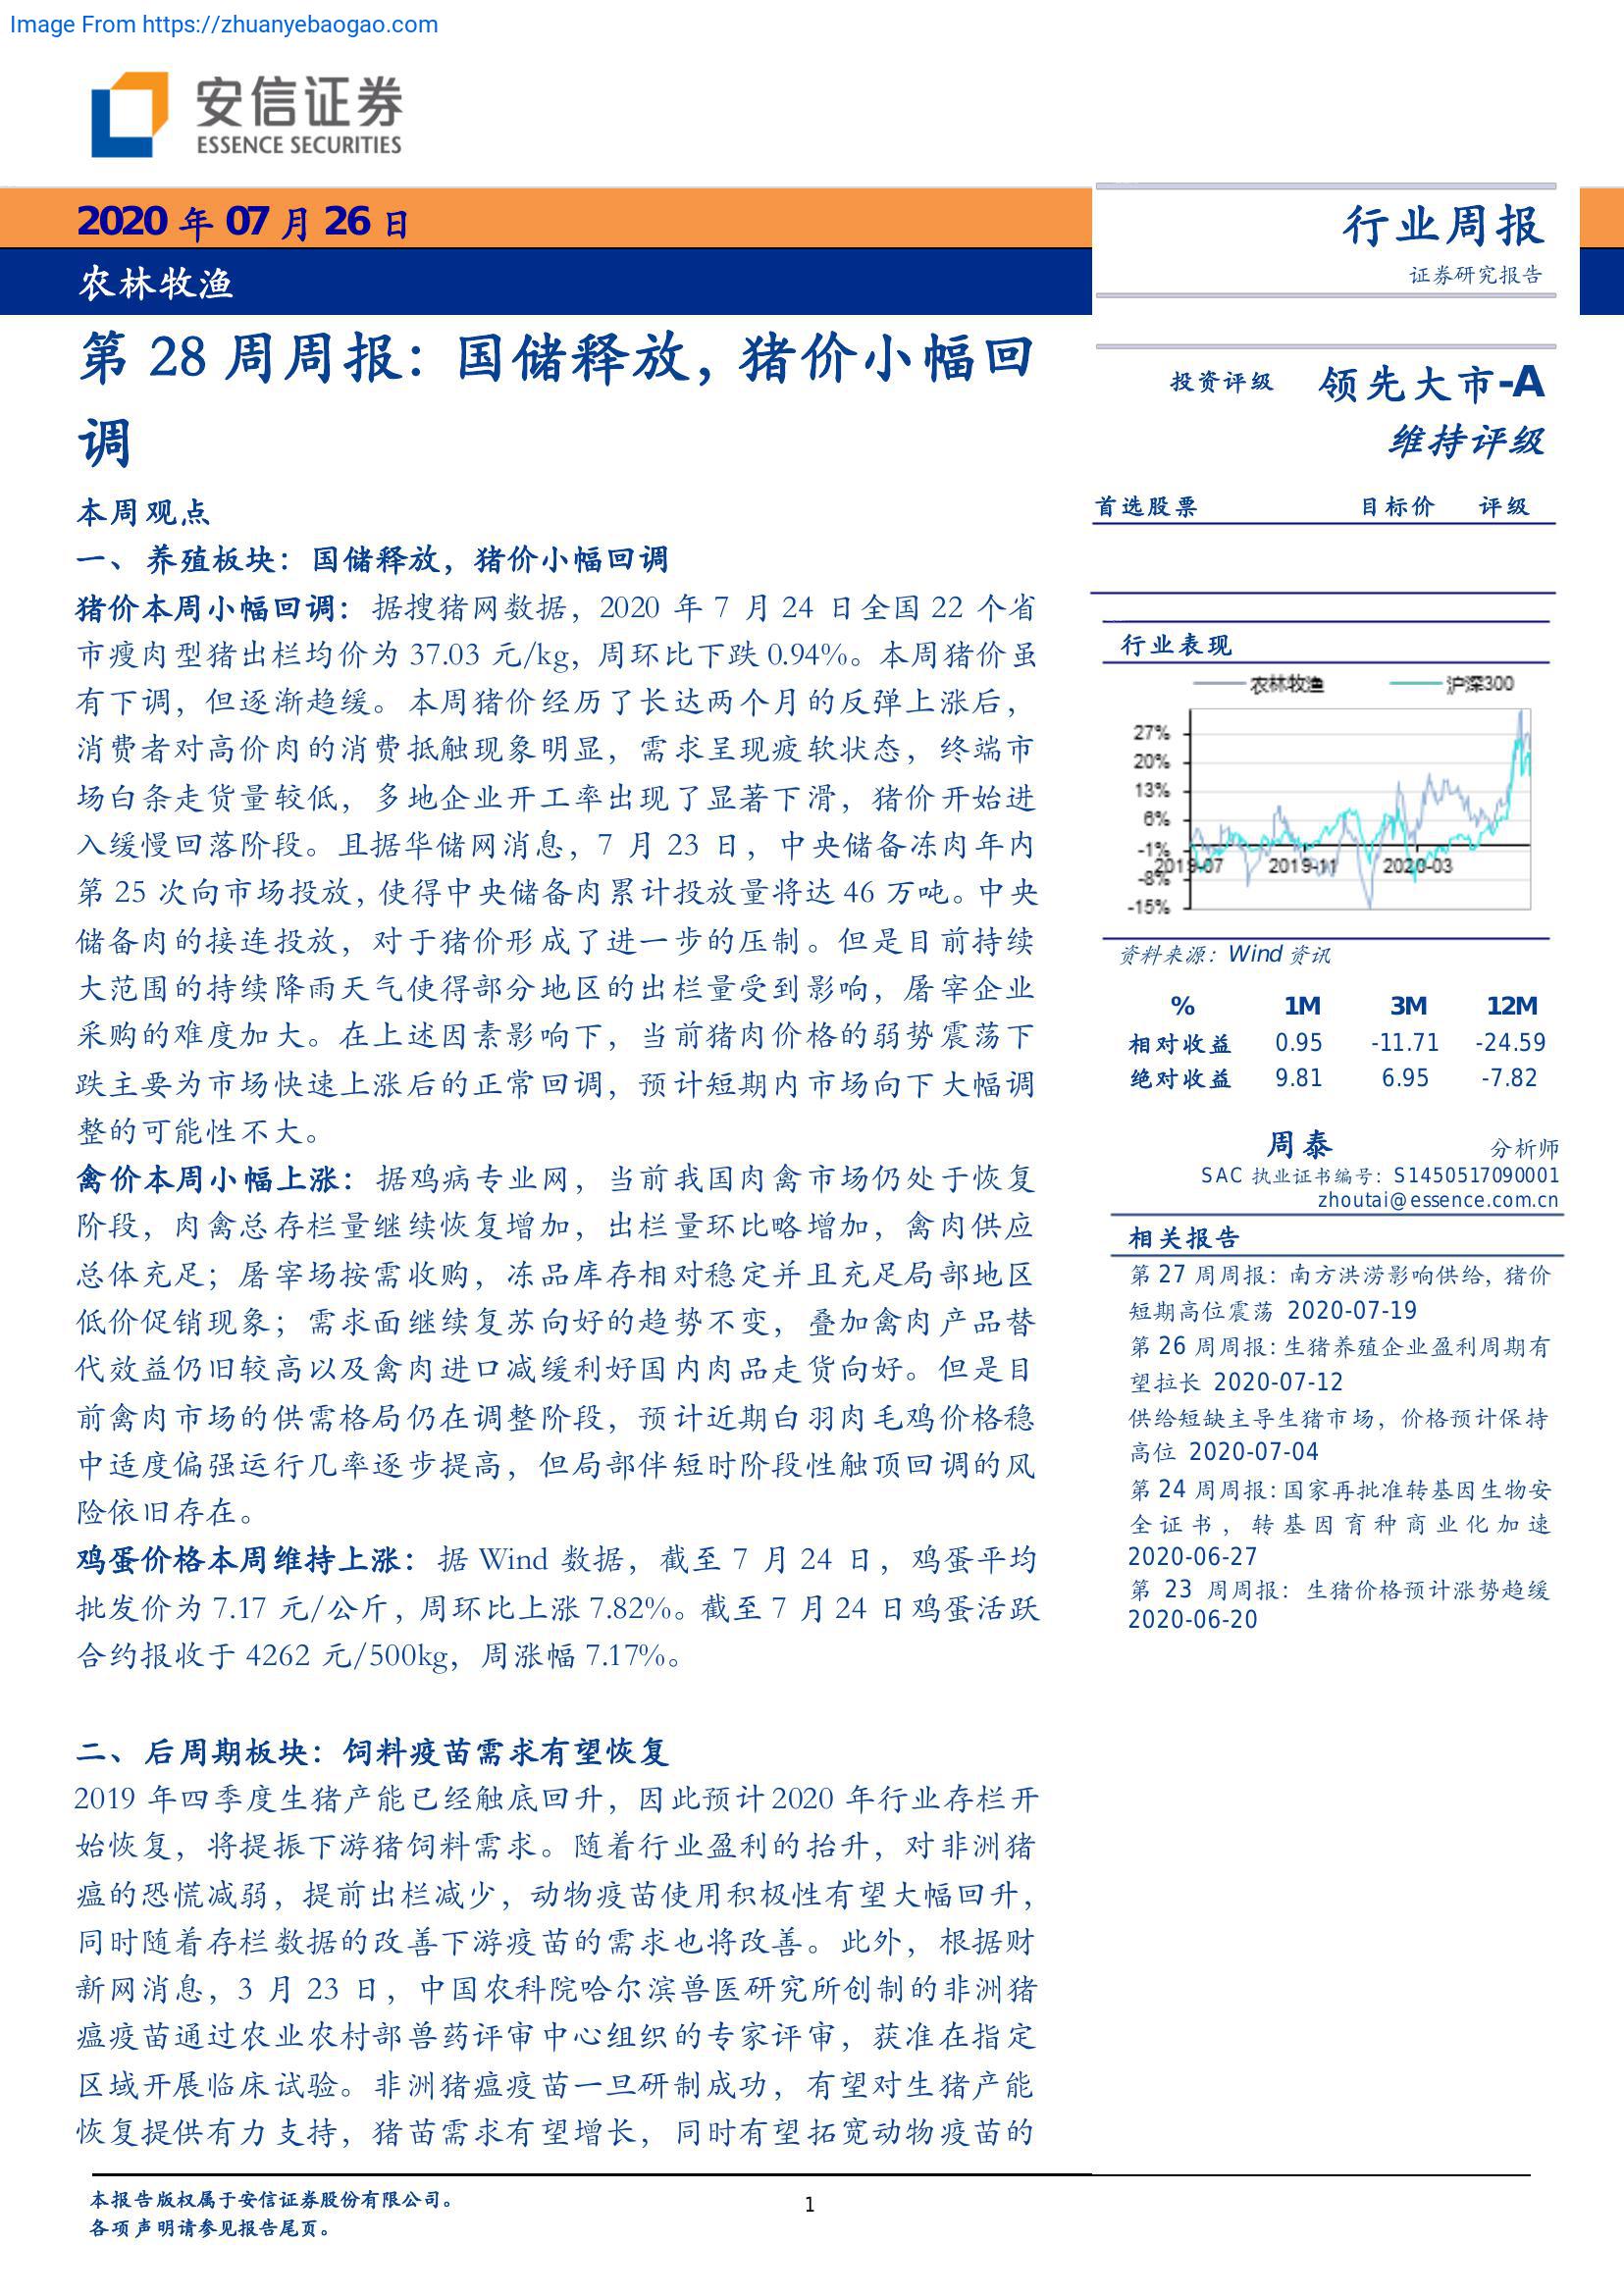 Image From https://zhuanyebaogao.com
安信证券
ESSENCE SECURITIES
2020 年 07 月 26 日
农林牧渔
行业周报
证券研究报告
第 28 周周报：国储释放，猪价小幅回
调
本周观点
一、养殖板块：国储释放，猪价小幅回调
猪价本周小幅回调：据搜猪网数据，2020 年 7 月 24 日全国 22 个省
市瘦肉型猪出栏均价为 37.03 元/kg，周环比下跌 0.94%。本周猪价虽
有下调，但逐渐趋缓。本周猪价经历了长达两个月的反弹上涨后，
消费者对高价肉的消费抵触现象明显，需求呈现疲软状态，终端市
场白条走货量较低，多地企业开工率出现了显著下滑，猪价开始进
入缓慢回落阶段。且据华储网消息，7 月 23 日，中央储备冻肉年内
第 25 次向市场投放，使得中央储备肉累计投放量将达 46 万吨。中央
储备肉的接连投放，对于猪价形成了进一步的压制。但是目前持续
大范围的持续降雨天气使得部分地区的出栏量受到影响，屠宰企业
采购的难度加大。在上述因素影响下，当前猪肉价格的弱势震荡下
跌主要为市场快速上涨后的正常回调，预计短期内市场向下大幅调
整的可能性不大。
禽价本周小幅上涨：据鸡病专业网，当前我国肉禽市场仍处于恢复
阶段，肉禽总存栏量继续恢复增加，出栏量环比略增加，禽肉供应
总体充足；屠宰场按需收购，冻品库存相对稳定并且充足局部地区
低价促销现象；需求面继续复苏向好的趋势不变，叠加禽肉产品替
代效益仍旧较高以及禽肉进口减缓利好国内肉品走货向好。但是目
前禽肉市场的供需格局仍在调整阶段，预计近期白羽肉毛鸡价格稳
中适度偏强运行几率逐步提高，但局部伴短时阶段性触顶回调的风
险依旧存在。
鸡蛋价格本周维持上涨：据 Wind 数据，截至 7 月 24 日，鸡蛋平均
批发价为 7.17 元/公斤，周环比上涨 7.82%。截至 7 月 24 日鸡蛋活跃
合约报收于 4262 元/500kg，周涨幅 7.17%。
二、后周期板块：饲料疫苗需求有望恢复
2019 年四季度生猪产能已经触底回升，因此预计 2020 年行业存栏开
始恢复，将提振下游猪饲料需求。随着行业盈利的抬升，对非洲猪
瘟的恐慌减弱，提前出栏减少，动物疫苗使用积极性有望大幅回升，
同时随着存栏数据的改善下游疫苗的需求也将改善。此外，根据财
新网消息，3 月 23 日，中国农科院哈尔滨兽医研究所创制的非洲猪
瘟疫苗通过农业农村部兽药评审中心组织的专家评审，获准在指定
区域开展临床试验。非洲猪瘟疫苗一旦研制成功，有望对生猪产能
恢复提供有力支持，猪苗需求有望增长，同时有望拓宽动物疫苗的
投资评级 领先大市-A
维持评级
首选股票 目标价 评级
行业表现
农林牧渔 沪深300
27%
20%
13%
6%
-1%
-8%
-15%
2019-07 2019-11 2020-03
资料来源：Wind 资讯
% 1M 3M 12M
相对收益 0.95 -11.71 -24.59
绝对收益 9.81 6.95 -7.82
周泰 分析师
SAC 执业证书编号：S1450517090001
zhoutai@essence.com.cn
相关报告
第 27 周周报：南方洪涝影响供给，猪价
短期高位震荡 2020-07-19
第 26 周周报：生猪养殖企业盈利周期有
望拉长 2020-07-12
供给短缺主导生猪市场，价格预计保持
高位 2020-07-04
第 24 周周报：国家再批准转基因生物安
全证书，转基因育种商业化加速
2020-06-27
第 23 周周报：生猪价格预计涨势趋缓
2020-06-20
本报告版权属于安信证券股份有限公司。
各项声明请参见报告尾页。
1